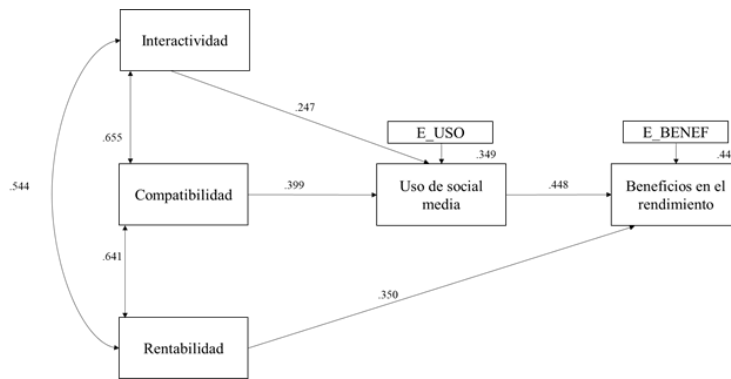 Interactividad
.247
E_USO
E_BENEF
.655
.349
.44
.544
Compatibilidad
.399
Uso de social
media
.448
Beneficios en el
rendimiento
.641
.350
Rentabilidad